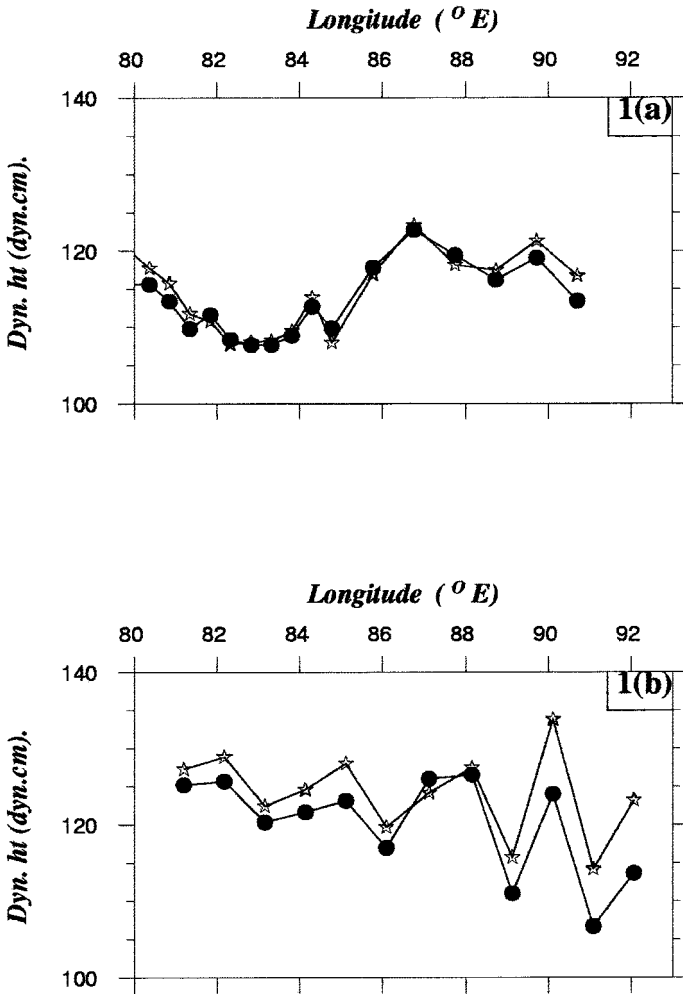 Longitude ( O E)
80 82 84 86 88 90 92
140
1(a)
120
100
Dyn. ht (dyn.cm).
Longitude ( O E)
80 82 84 86 88 90 92
140
1(b)
120
100
Dyn. ht (dyn.cm).